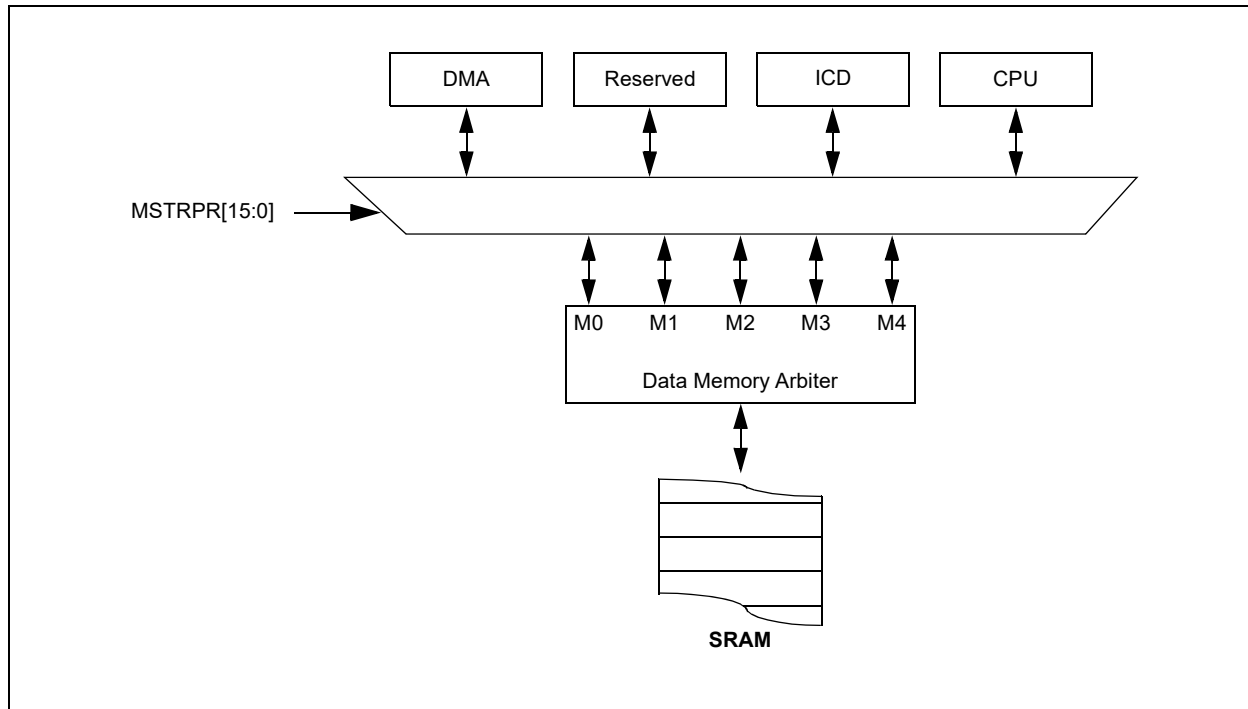 DMA Reserved ICD CPU
MSTRPR[15:0]
M0 M1 M2 M3 M4
Data Memory Arbiter
SRAM